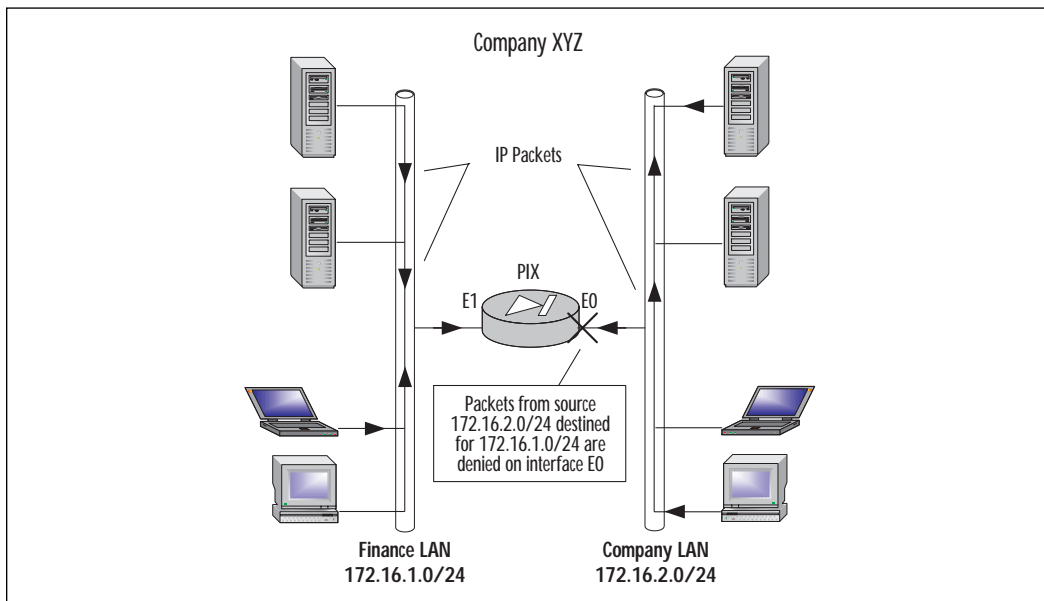 Company XYZ
IP Packets
PIX
E1
E0
Packets from source
172.16.2.0/24 destined
for 172.16.1.0/24 are
denied on interface E0
Finance LAN
172.16.1.0/24
Company LAN
172.16.2.0/24